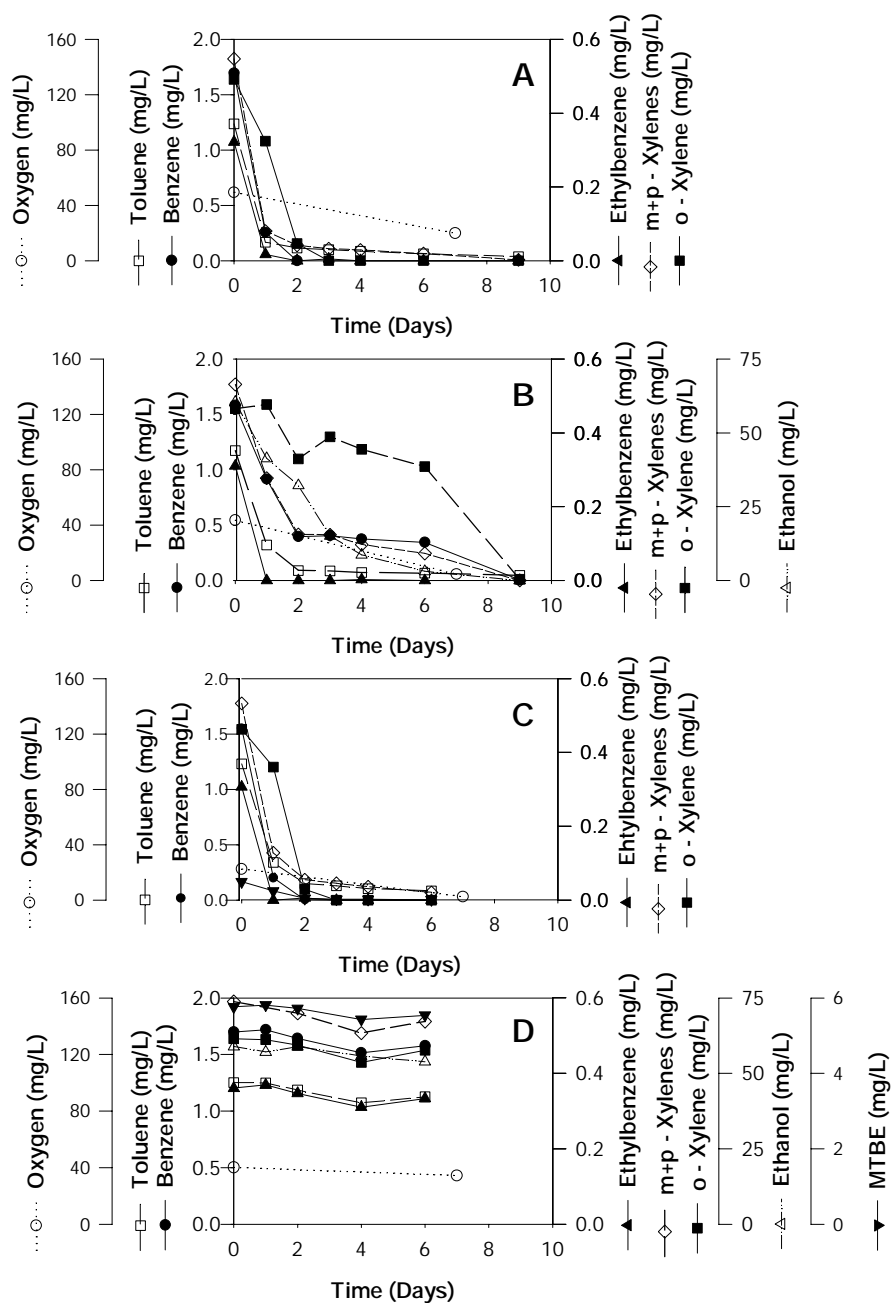 Oxygen (mg/L)
160
120
80
40
0
Toluene (mg/L)
Benzene (mg/L)
2.0
1.5
1.0
0.5
0.0
A
0.6
0.4
0.2
0.0
Ethylbenzene (mg/L)
m+p - Xylenes (mg/L)
o - Xylene (mg/L)
0 2 4 6 8 10
Time (Days)
Oxygen (mg/L)
160
120
80
40
0
Toluene (mg/L)
Benzene (mg/L)
2.0
1.5
1.0
0.5
0.0
B
0.6
0.4
0.2
0.0
Ethylbenzene (mg/L)
m+p - Xylenes (mg/L)
o - Xylene (mg/L)
75
50
25
0
Ethanol (mg/L)
0 2 4 6 8 10
Time (Days)
Oxygen (mg/L)
160
120
80
40
0
Toluene (mg/L)
Benzene (mg/L)
2.0
1.5
1.0
0.5
0.0
C
0.6
0.4
0.2
0.0
Ehtylbenzene (mg/L)
m+p - Xylenes (mg/L)
o - Xylene (mg/L)
0 2 4 6 8 10
Time (Days)
Oxygen (mg/L)
160
120
80
40
0
Toluene (mg/L)
Benzene (mg/L)
2.0
1.5
1.0
0.5
0.0
D
0.6
0.4
0.2
0.0
Ethylbenzene (mg/L)
m+p - Xylenes (mg/L)
o - Xylene (mg/L)
75
50
25
0
Ethanol (mg/L)
6
4
2
0
MTBE (mg/L)
0 2 4 6 8 10
Time (Days)